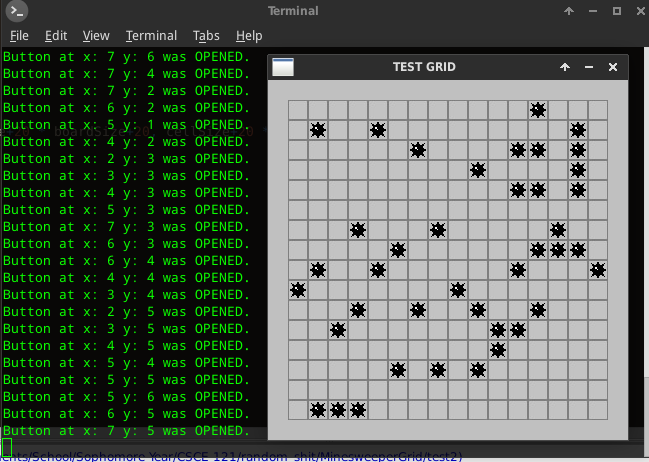 Terminal
File Edit View Terminal Tabs Help
Button at x: 7 y: 6 was OPENED.
Button at x: 7 y: 4 was OPENED.
Button at x: 7 y: 2 was OPENED.
Button at x: 6 y: 2 was OPENED.
Button at x: 5 y: 1 was OPENED.
Button at x: 4 y: 2 was OPENED.
Button at x: 2 y: 3 was OPENED.
Button at x: 3 y: 3 was OPENED.
Button at x: 4 y: 3 was OPENED.
Button at x: 5 y: 3 was OPENED.
Button at x: 7 y: 3 was OPENED.
Button at x: 6 y: 3 was OPENED.
Button at x: 6 y: 4 was OPENED.
Button at x: 4 y: 4 was OPENED.
Button at x: 3 y: 4 was OPENED.
Button at x: 2 y: 5 was OPENED.
Button at x: 3 y: 5 was OPENED.
Button at x: 4 y: 5 was OPENED.
Button at x: 5 y: 4 was OPENED.
Button at x: 5 y: 5 was OPENED.
Button at x: 5 y: 6 was OPENED.
Button at x: 6 y: 5 was OPENED.
Button at x: 7 y: 5 was OPENED.
ents/School/Sophomore Year/CSCE 121/random_shit/MinesweeperGrid/test2)
TEST GRID